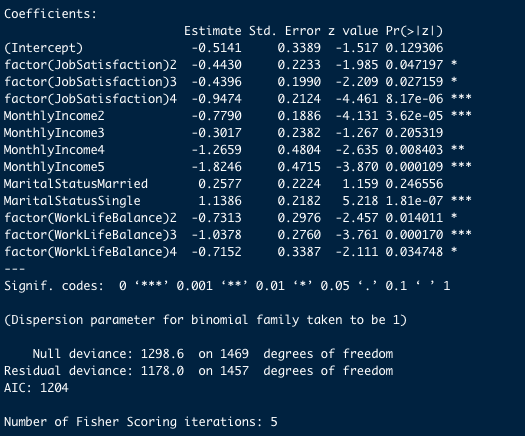 Coefficients:
                          Estimate Std. Error z value Pr(>|z|)
(Intercept)                -0.5141     0.3389  -1.517 0.129306
factor(JobSatisfaction)2   -0.4430     0.2233  -1.985 0.047197 *
factor(JobSatisfaction)3   -0.4396     0.1990  -2.209 0.027159 *
factor(JobSatisfaction)4   -0.9474     0.2124  -4.461 8.17e-06 ***
MonthlyIncome2             -0.7790     0.1886  -4.131 3.62e-05 ***
MonthlyIncome3             -0.3017     0.2382  -1.267 0.205319
MonthlyIncome4             -1.2659     0.4804  -2.635 0.008403 **
MonthlyIncome5             -1.8246     0.4715  -3.870 0.000109 ***
MaritalStatusMarried        0.2577     0.2224   1.159 0.246556
MaritalStatusSingle         1.1386     0.2182   5.218 1.81e-07 ***
factor(WorkLifeBalance)2   -0.7313     0.2976  -2.457 0.014011 *
factor(WorkLifeBalance)3   -1.0378     0.2760  -3.761 0.000170 ***
factor(WorkLifeBalance)4   -0.7152     0.3387  -2.111 0.034748 *
---
Signif. codes:  0 ‘***’ 0.001 ‘**’ 0.01 ‘*’ 0.05 ‘.’ 0.1 ‘ ’ 1
(Dispersion parameter for binomial family taken to be 1)
    Null deviance: 1298.6  on 1469  degrees of freedom
Residual deviance: 1178.0  on 1457  degrees of freedom
AIC: 1204
Number of Fisher Scoring iterations: 5